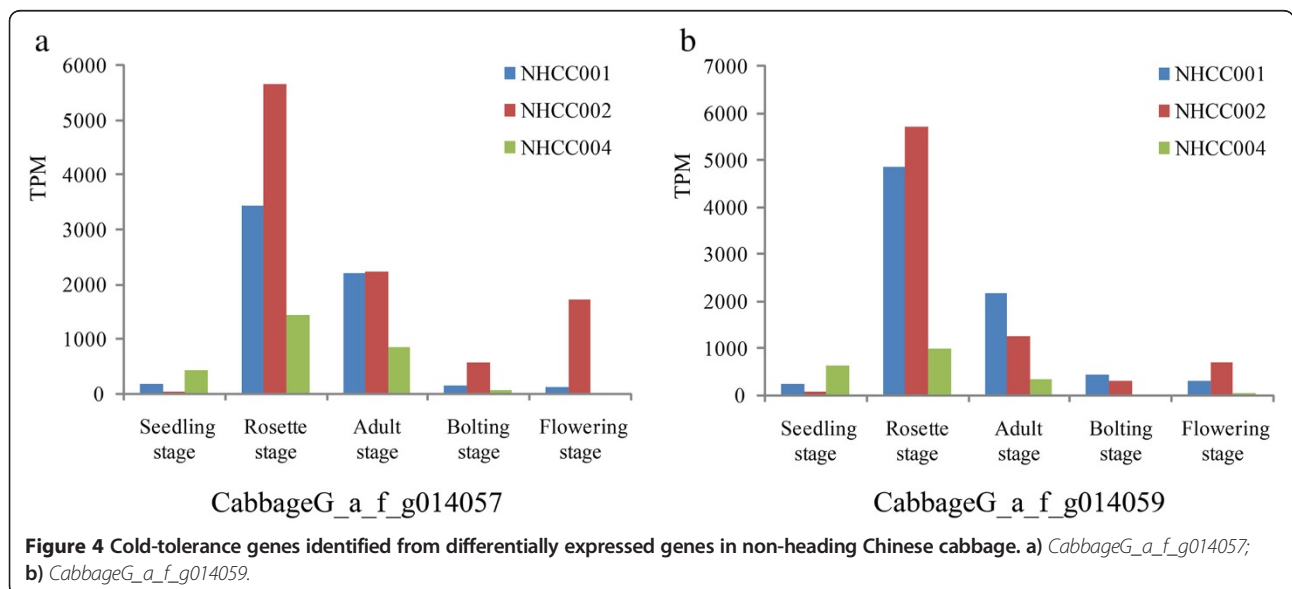 a
6000
5000
4000
3000
2000
1000
0
TPM
NHCC001
NHCC002
NHCC004
Seedling stage
Rosette stage
Adult stage
Bolting stage
Flowering stage
CabbageG_a_f_g014057
b
7000
6000
5000
4000
3000
2000
1000
0
TPM
NHCC001
NHCC002
NHCC004
Seedling stage
Rosette stage
Adult stage
Bolting stage
Flowering stage
CabbageG_a_f_g014059
Figure 4 Cold-tolerance genes identified from differentially expressed genes in non-heading Chinese cabbage. a) CabbageG_a_f_g014057;
b) CabbageG_a_f_g014059.